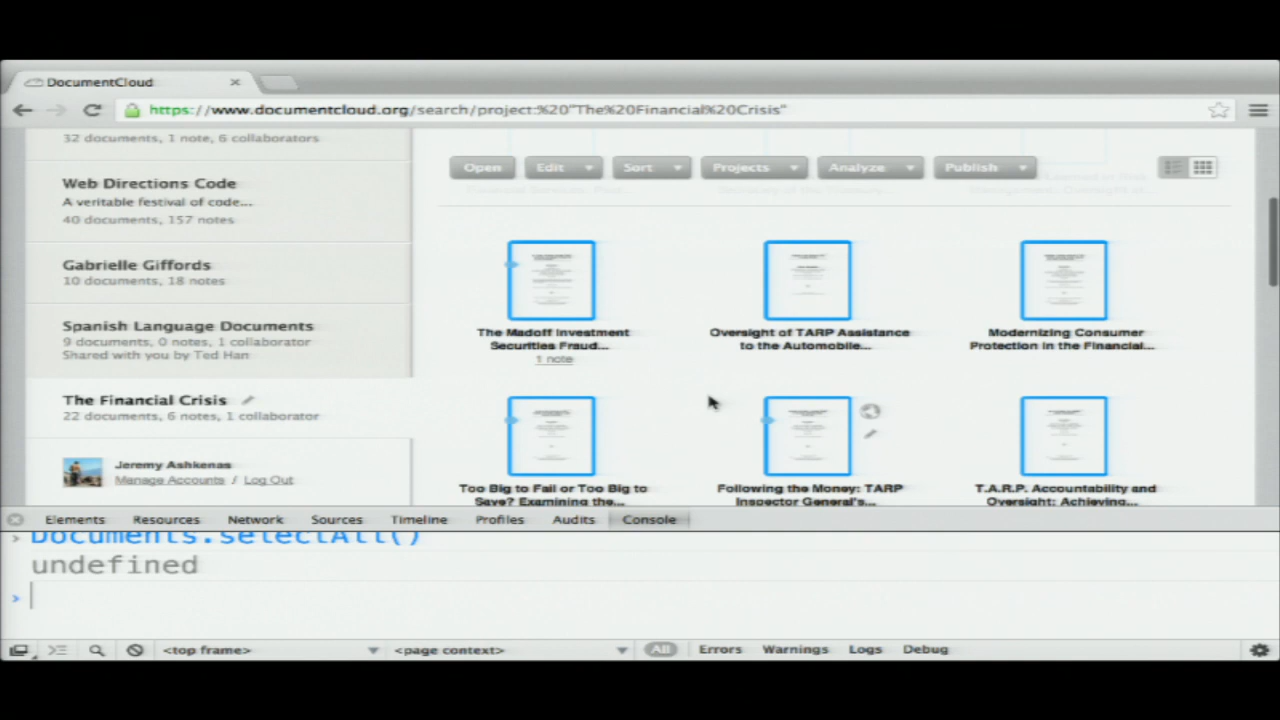 DocumentCloud
https://www.documentcloud.org/search/project:%20"The%20Financial%20Crisis"
32 documents, 1 note, 6 collaborators
Web Directions Code
A veritable festival of code...
40 documents, 157 notes
Gabrielle Giffords
10 documents, 18 notes
Spanish Language Documents
9 documents, 0 notes, 1 collaborator
Shared with you by Ted Han
The Financial Crisis
22 documents, 6 notes, 1 collaborator
Jeremy Ashkenas
Manage Accounts / Log Out
Open Edit Sort Projects Analyze Publish
The Madoff Investment
Securities Fraud...
1 note
Oversight of TARP Assistance
to the Automobile...
Modernizing Consumer
Protection in the Financial...
Too Big to Fail or Too Big to
Save? Examining the...
Following the Money: TARP
Inspector General's...
T.A.R.P. Accountability and
Oversight: Achieving...
Elements Resources Network Sources Timeline Profiles Audits Console
Documents.selectAll()
undefined
<top frame> <page context> All Errors Warnings Logs Debug